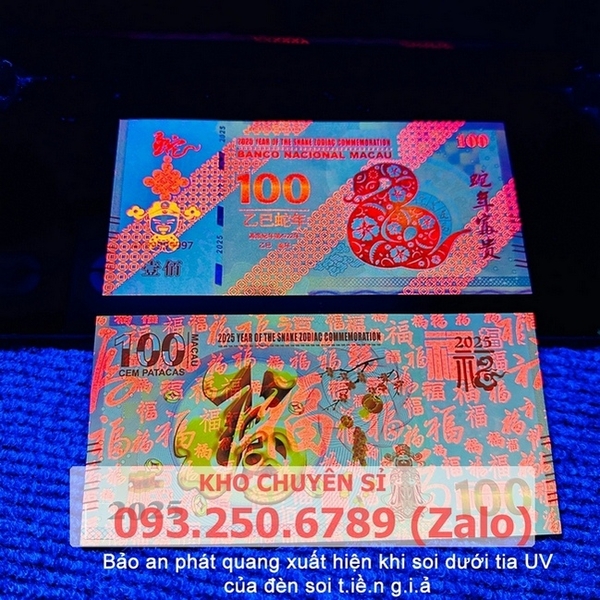 2025 YEAR OF THE SNAKE ZODIAC COMMEMORATION
BANCO NACIONAL MACAU
100
100
2025
2025
乙巳蛇年
蛇年富贵
壹佰
100
MACAU
CEM PATACAS
2025 YEAR OF THE SNAKE ZODIAC COMMEMORATION
2025
福
2025
100
KHO CHUYÊN SỈ
093.250.6789 (Zalo)
Bảo an phát quang xuất hiện khi soi dưới tia UV
của đèn soi t.iề.n g.i.ả